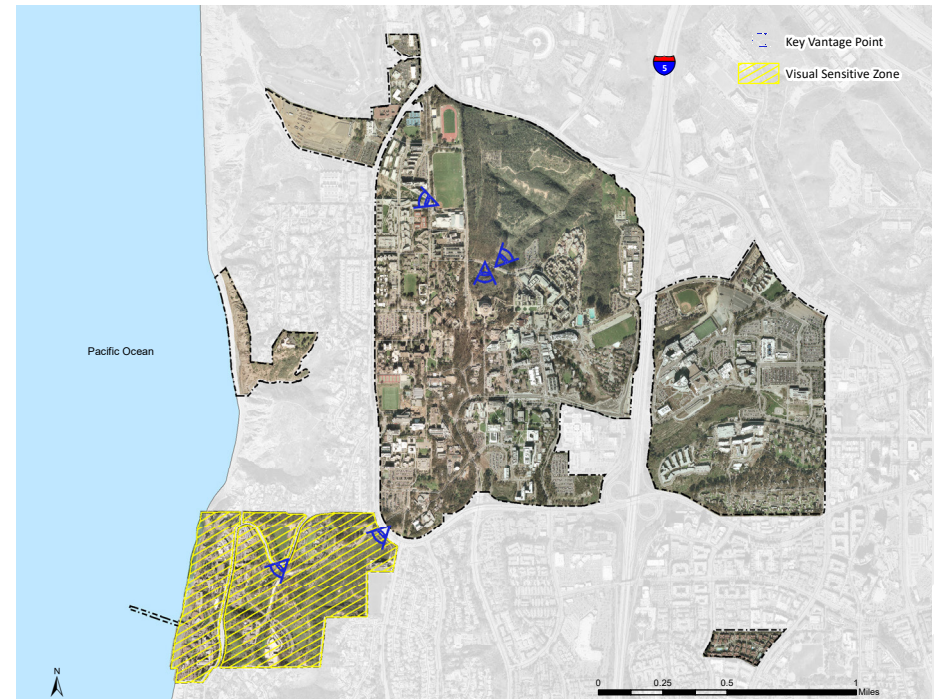 Key Vantage Point
5
Visual Sensitive Zone
Pacific Ocean
N
0 0.25 0.5 1
Miles